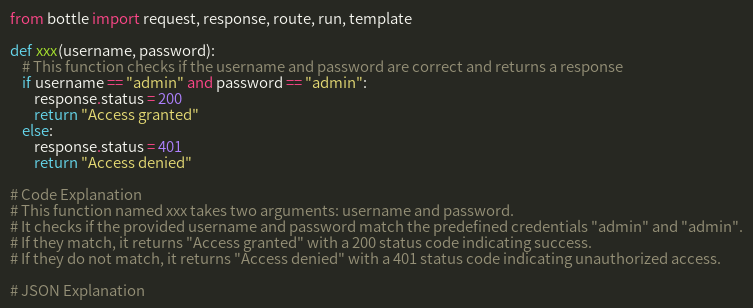 from bottle import request, response, route, run, template
def xxx(username, password):
# This function checks if the username and password are correct and returns a response
if username == "admin" and password == "admin":
response.status = 200
return "Access granted"
else:
response.status = 401
return "Access denied"
# Code Explanation
# This function named xxx takes two arguments: username and password.
# It checks if the provided username and password match the predefined credentials "admin" and "admin".
# If they match, it returns "Access granted" with a 200 status code indicating success.
# If they do not match, it returns "Access denied" with a 401 status code indicating unauthorized access.
# JSON Explanation